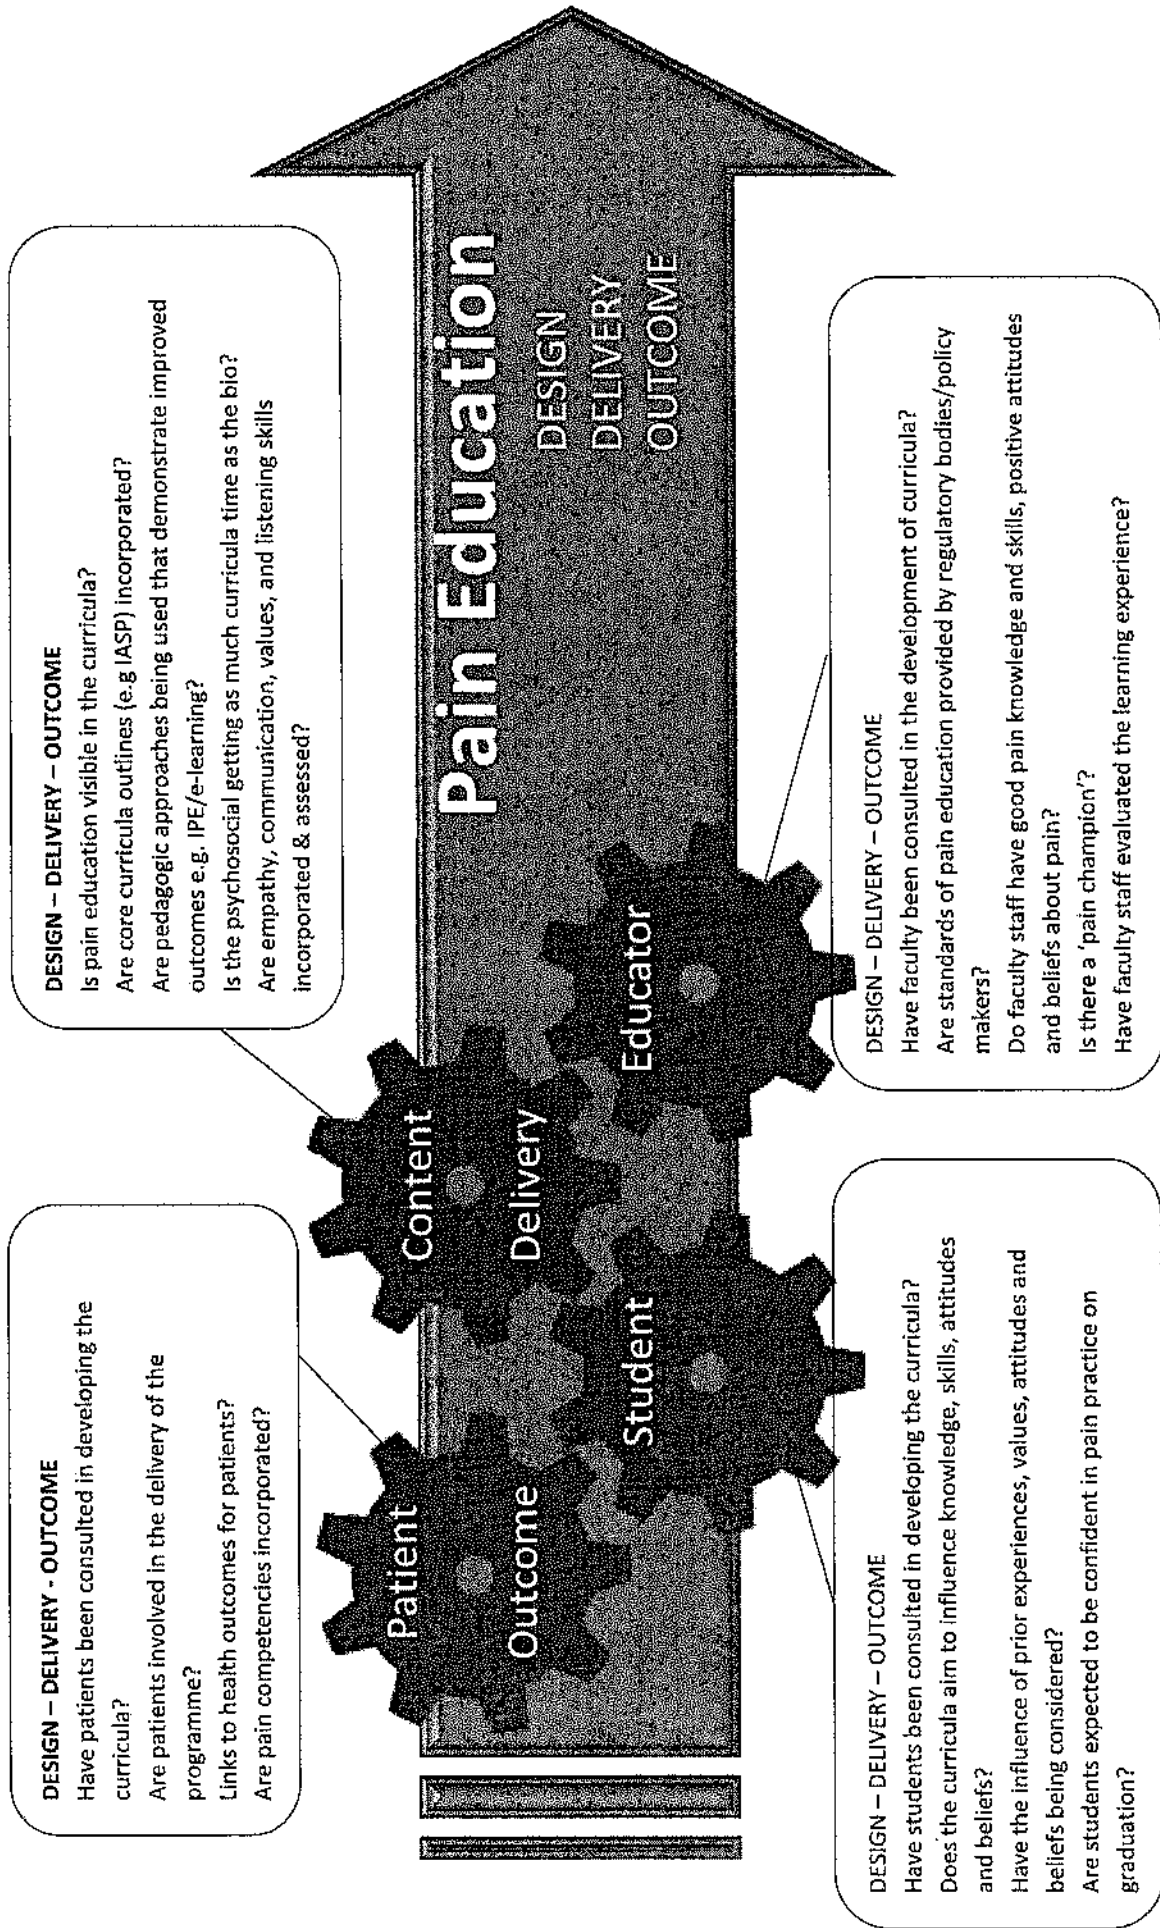 DESIGN – DELIVERY - OUTCOME
Have patients been consulted in developing the
curricula?
Are patients involved in the delivery of the
programme?
Links to health outcomes for patients?
Are pain competencies incorporated?
DESIGN – DELIVERY – OUTCOME
Is pain education visible in the curricula?
Are core curricula outlines (e.g IASP) incorporated?
Are pedagogic approaches being used that demonstrate improved
outcomes e.g. IPE/e-learning?
Is the psychosocial getting as much curricula time as the bio?
Are empathy, communication, values, and listening skills
incorporated & assessed?
Patient
Outcome
Content
Delivery
Student
Educator
Pain Education
DESIGN
DELIVERY
OUTCOME
DESIGN – DELIVERY – OUTCOME
Have students been consulted in developing the curricula?
Does the curricula aim to influence knowledge, skills, attitudes
and beliefs?
Have the influence of prior experiences, values, attitudes and
beliefs being considered?
Are students expected to be confident in pain practice on
graduation?
DESIGN – DELIVERY – OUTCOME
Have faculty been consulted in the development of curricula?
Are standards of pain education provided by regulatory bodies/policy
makers?
Do faculty staff have good pain knowledge and skills, positive attitudes
and beliefs about pain?
Is there a 'pain champion'?
Have faculty staff evaluated the learning experience?